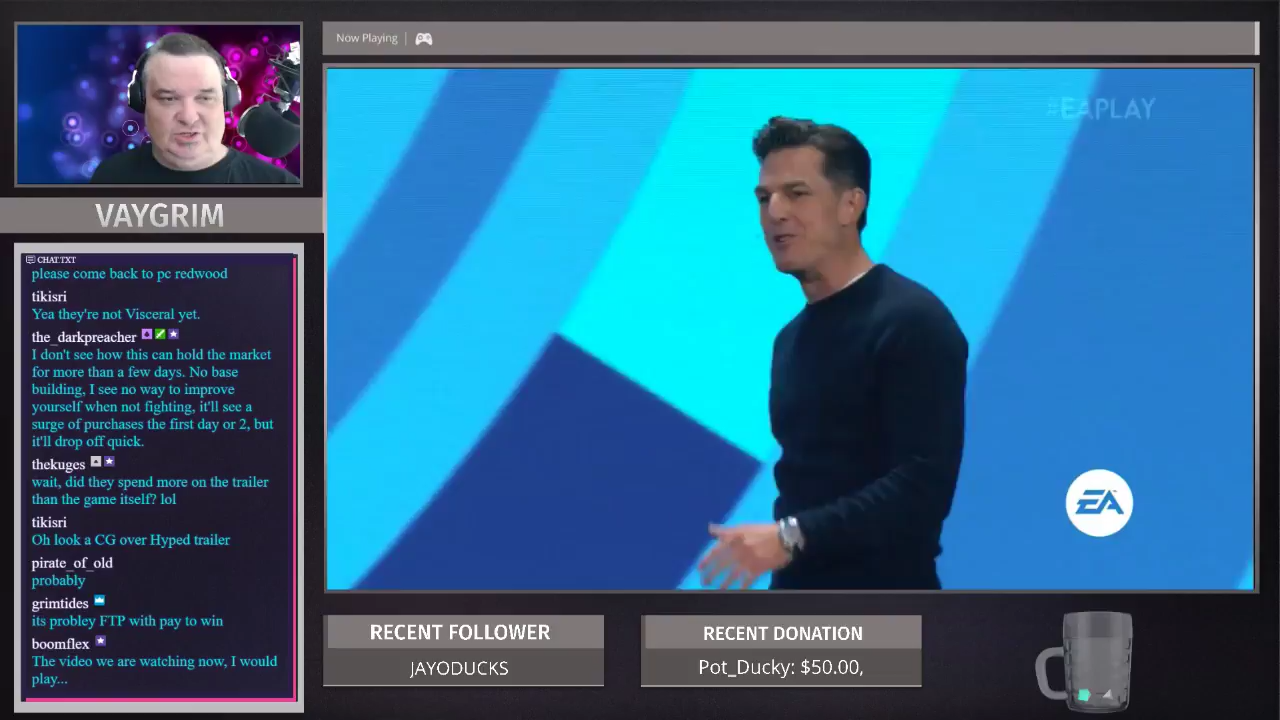 Now Playing
#EAPLAY
VAYGRIM
CHAT.TXT
please come back to pc redwood
tikisri
Yea they're not Visceral yet.
the_darkpreacher
I don't see how this can hold the market
for more than a few days. No base
building, I see no way to improve
yourself when not fighting, it'll see a
surge of purchases the first day or 2, but
it'll drop off quick.
thekuges
wait, did they spend more on the trailer
than the game itself? lol
tikisri
Oh look a CG over Hyped trailer
pirate_of_old
probably
grimtides
its probley FTP with pay to win
boomflex
The video we are watching now, I would
play...
EA
RECENT FOLLOWER
JAYODUCKS
RECENT DONATION
Pot_Ducky: $50.00,